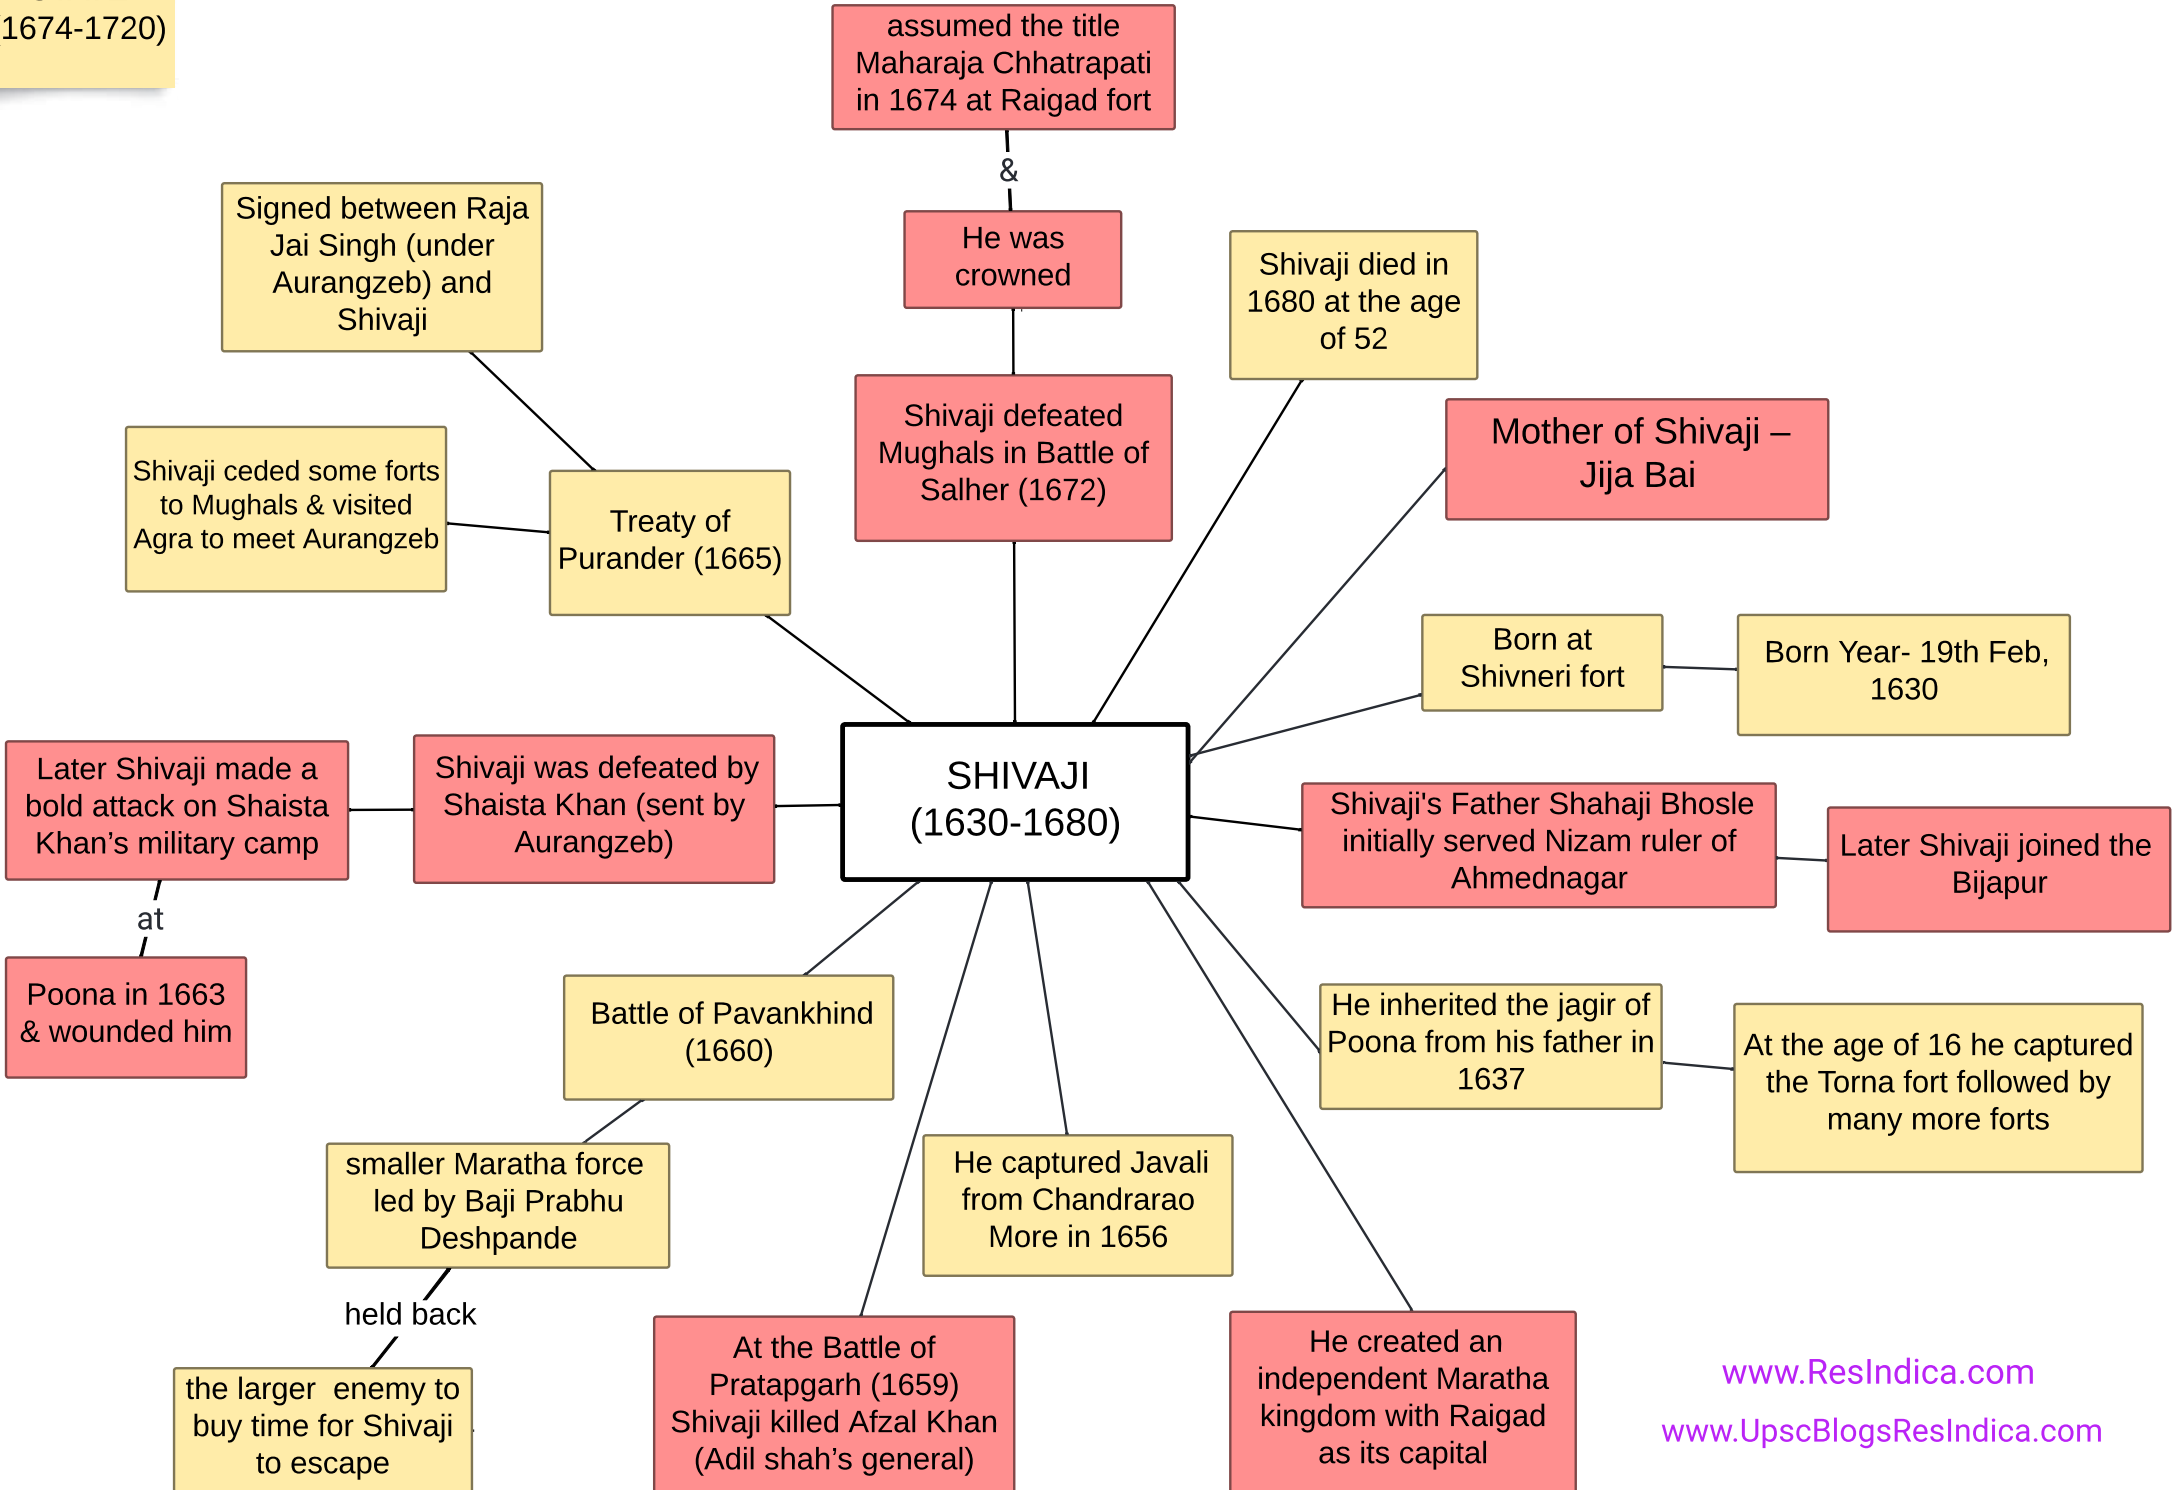 (1674-1720)
assumed the title
Maharaja Chhatrapati
in 1674 at Raigad fort
&
He was
crowned
Signed between Raja
Jai Singh (under
Aurangzeb) and
Shivaji
Shivaji died in
1680 at the age
of 52
Shivaji defeated
Mughals in Battle of
Salher (1672)
Mother of Shivaji –
Jija Bai
Shivaji ceded some forts
to Mughals & visited
Agra to meet Aurangzeb
Treaty of
Purander (1665)
Born at
Shivneri fort
Born Year- 19th Feb,
1630
SHIVAJI
(1630-1680)
Later Shivaji made a
bold attack on Shaista
Khan’s military camp
Shivaji was defeated by
Shaista Khan (sent by
Aurangzeb)
Shivaji's Father Shahaji Bhosle
initially served Nizam ruler of
Ahmednagar
Later Shivaji joined the
Bijapur
at
Poona in 1663
& wounded him
Battle of Pavankhind
(1660)
He inherited the jagir of
Poona from his father in
1637
At the age of 16 he captured
the Torna fort followed by
many more forts
smaller Maratha force
led by Baji Prabhu
Deshpande
He captured Javali
from Chandrarao
More in 1656
held back
the larger  enemy to
buy time for Shivaji
to escape
At the Battle of
Pratapgarh (1659)
Shivaji killed Afzal Khan
(Adil shah’s general)
He created an
independent Maratha
kingdom with Raigad
as its capital
www.ResIndica.com
www.UpscBlogsResIndica.com